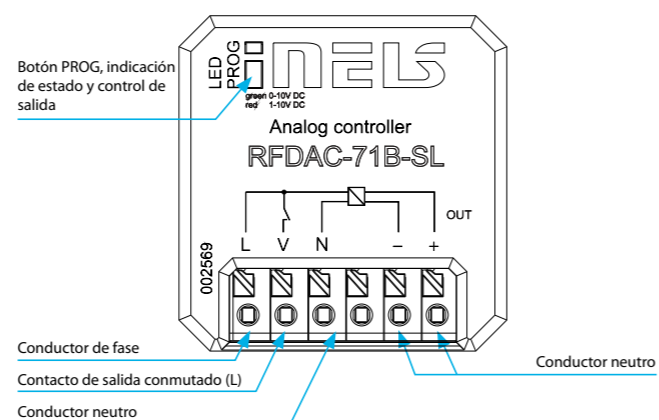 Botón PROG, indicación
de estado y control de
salida
LED
PROG
INELS
green 0-10V DC
red 1-10V DC
Analog controller
RFDAC-71B-SL
OUT
L V N – +
002569
Conductor de fase
Contacto de salida conmutado (L)
Conductor neutro
Conductor neutro